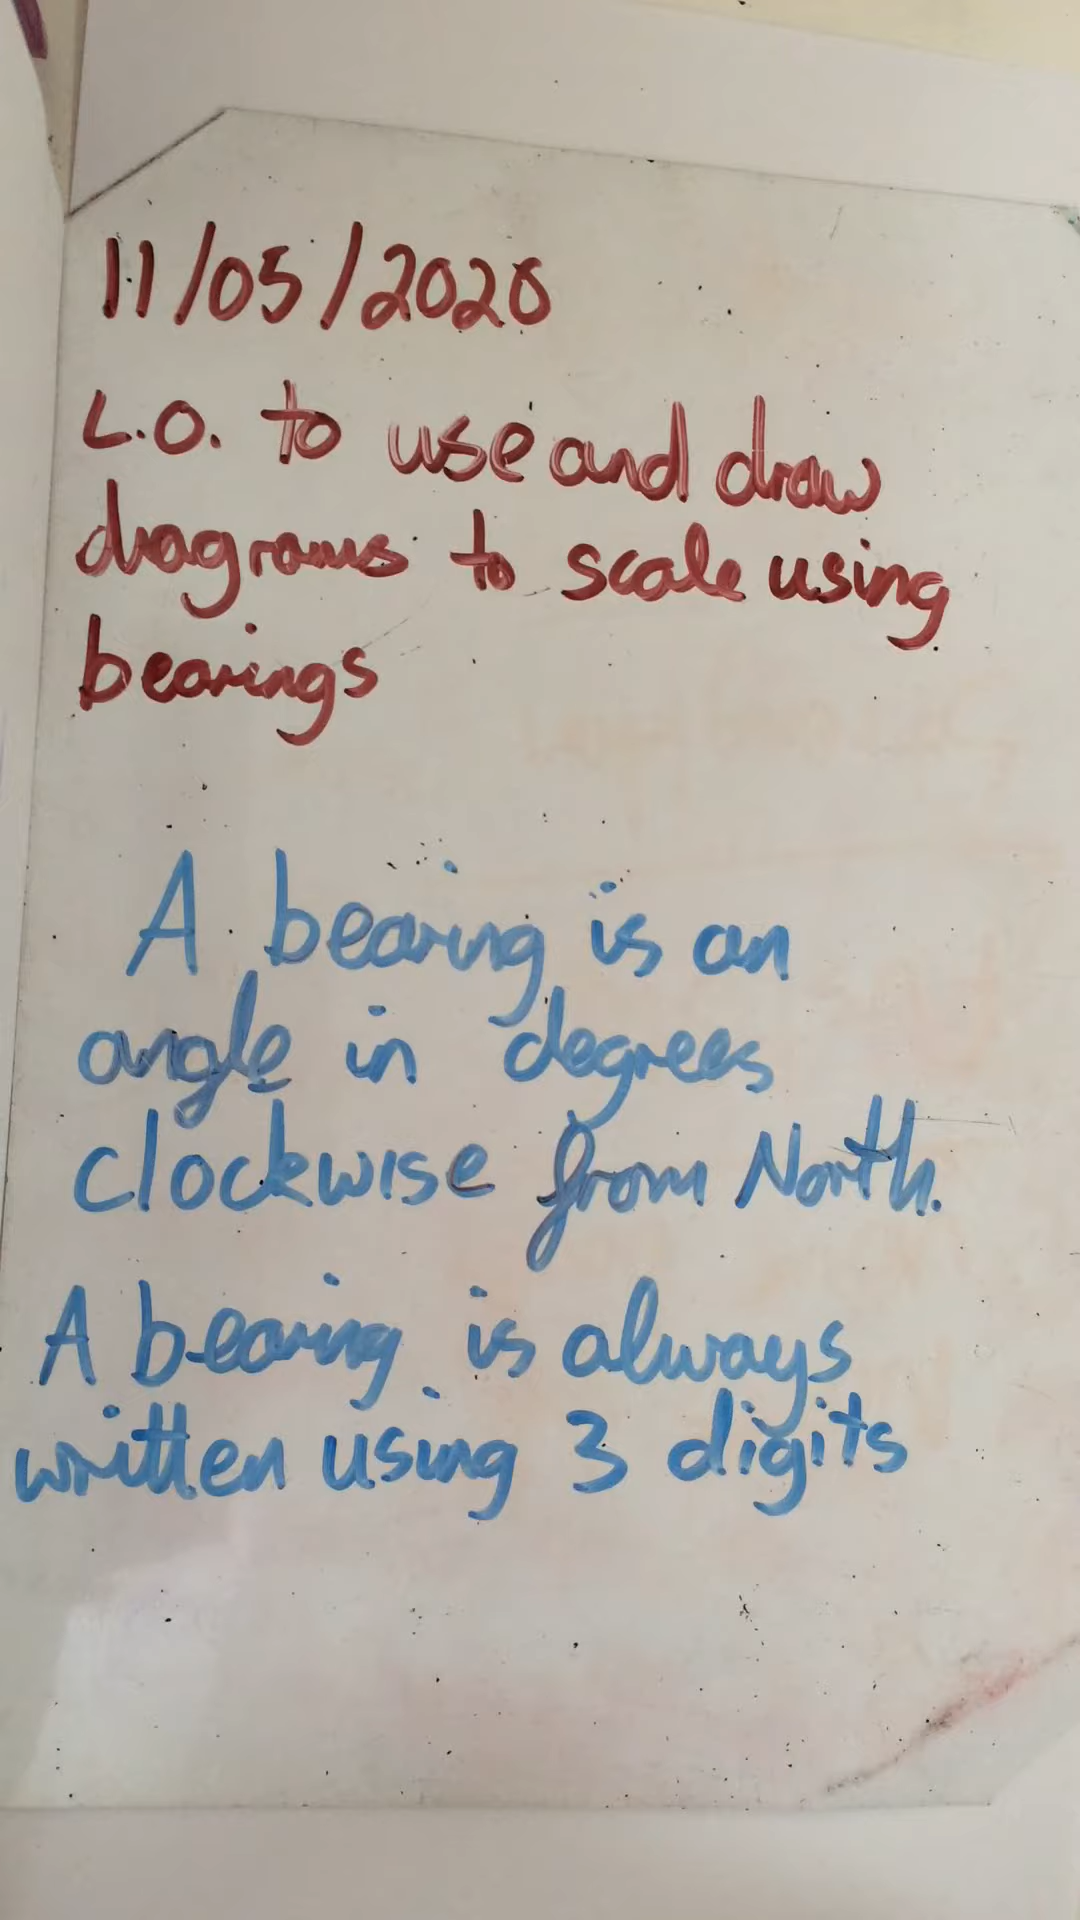 11/05/2020
L.O. to use and draw
diagrams to scale using
bearings
A bearing is an
angle in degrees
clockwise from North.
A bearing is always
written using 3 digits